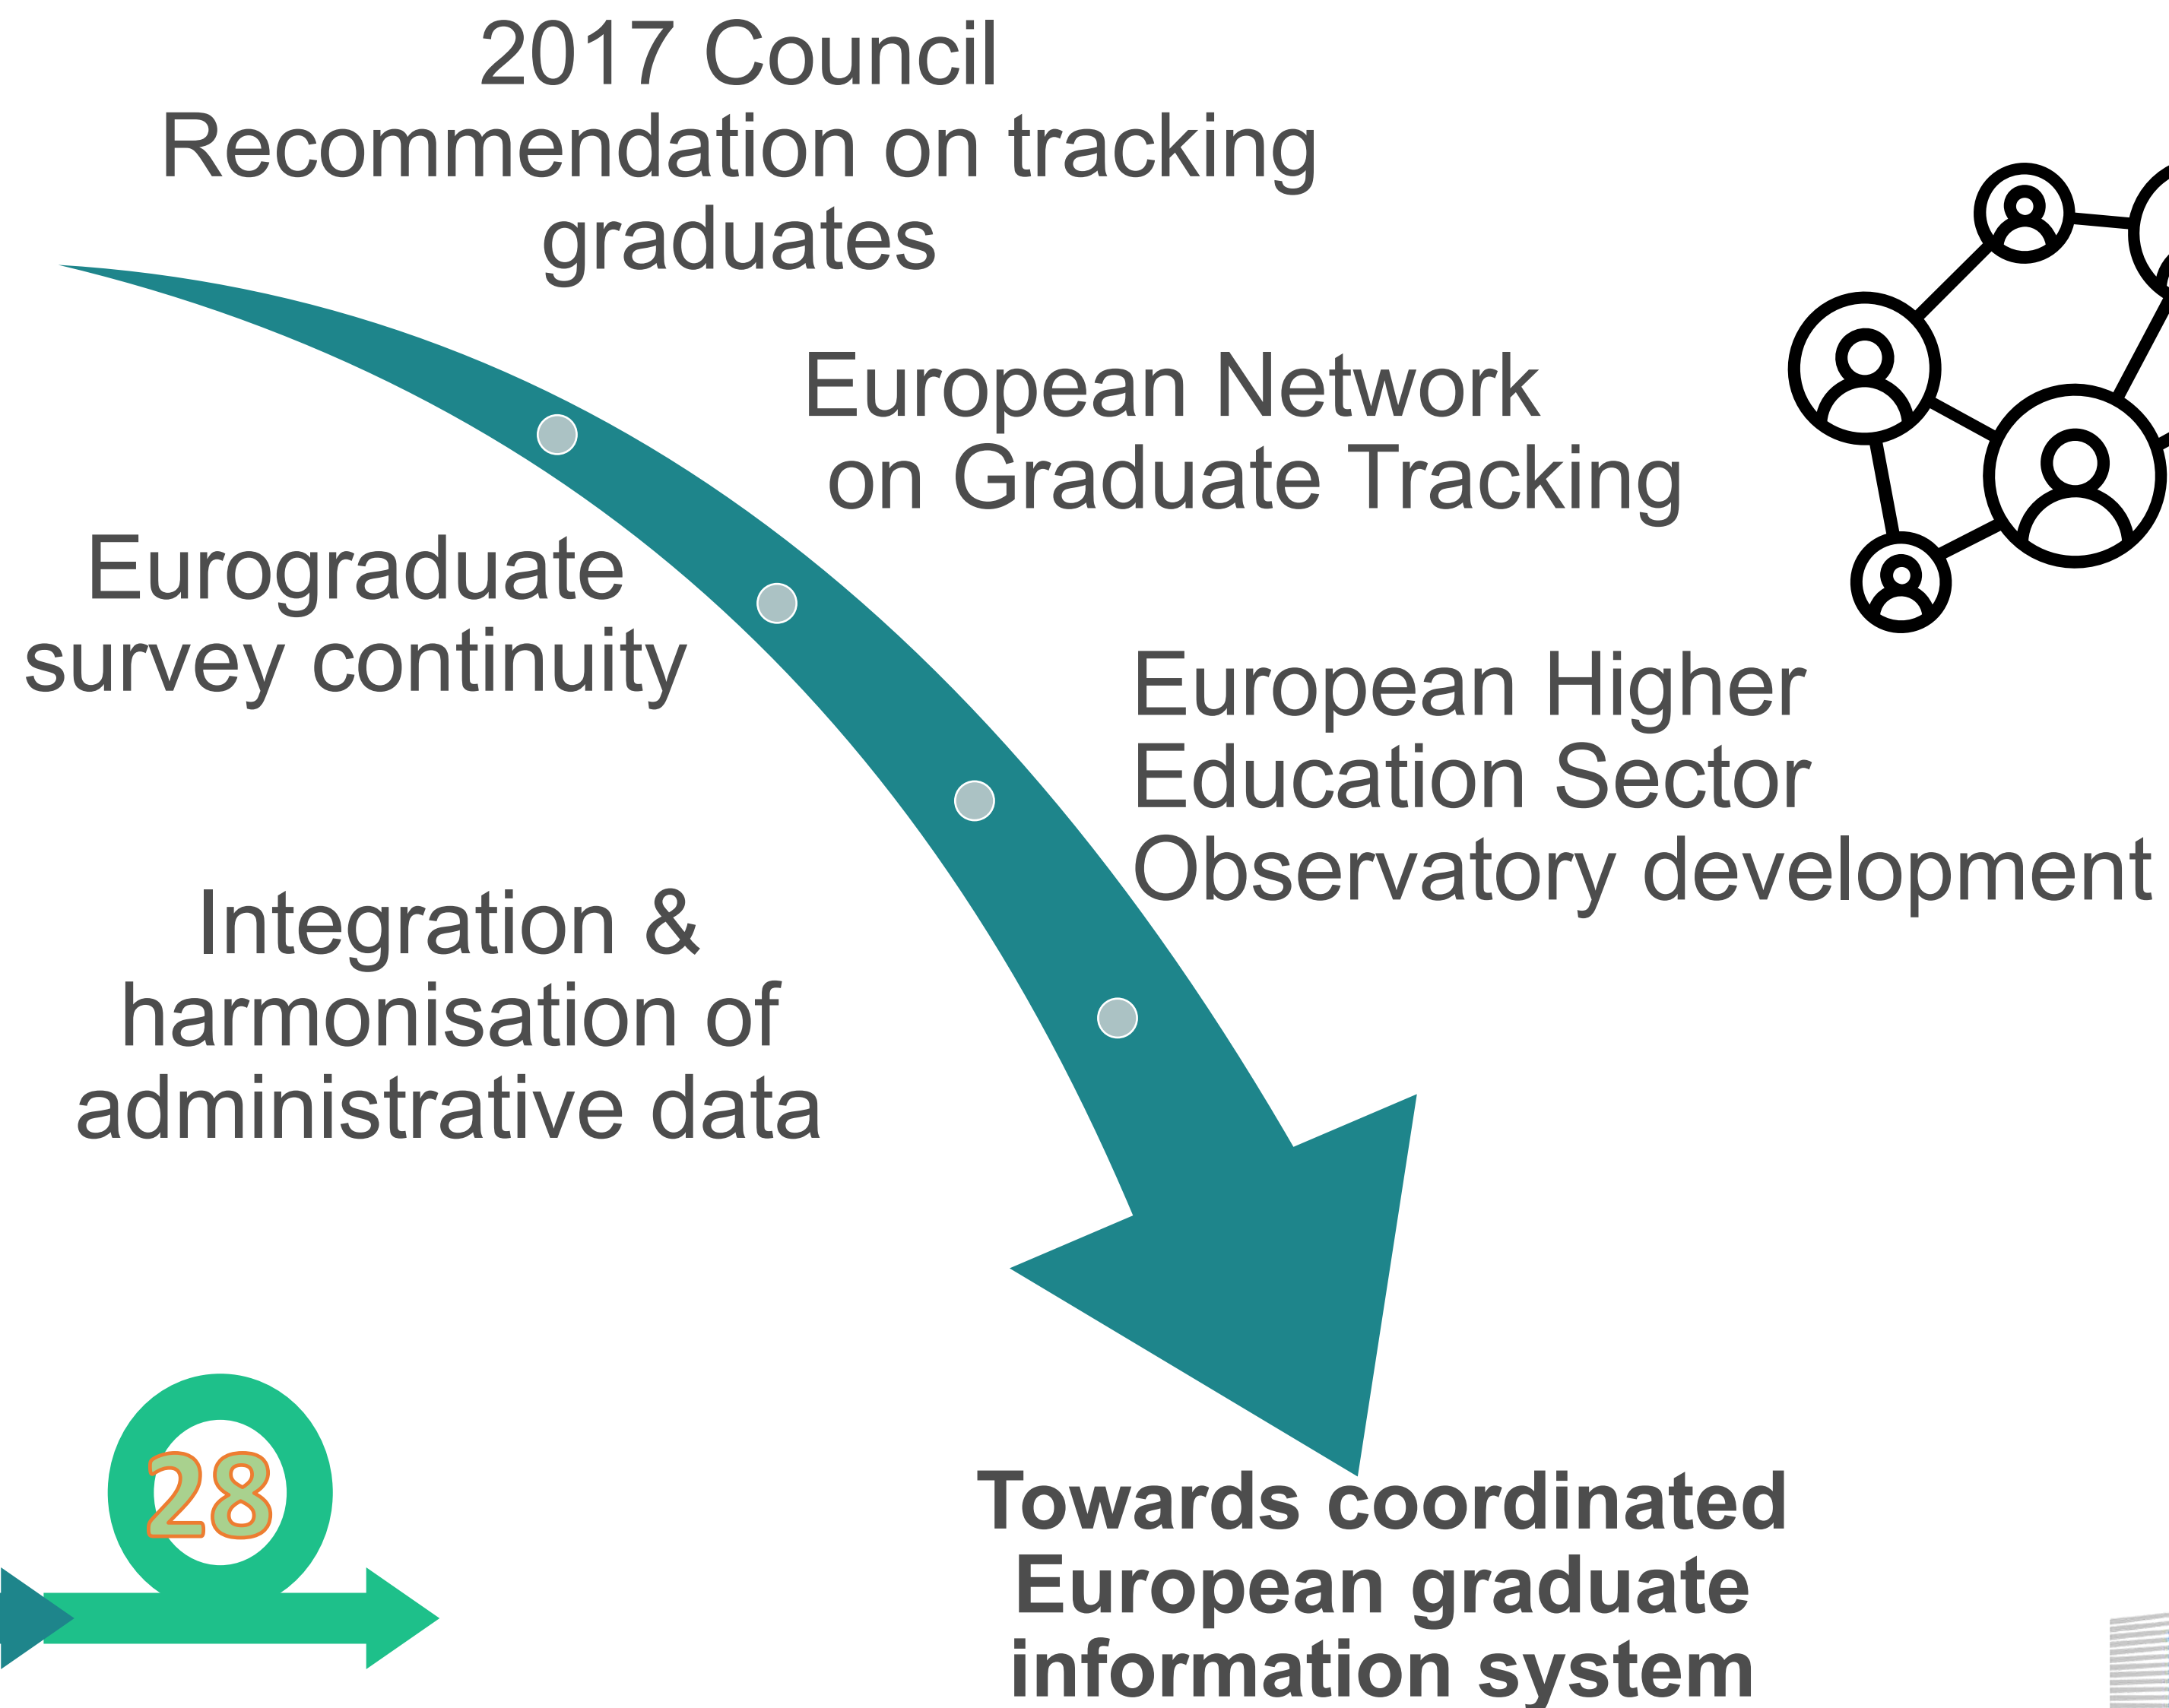 2017 Council
Recommendation on tracking
graduates
European Network
on Graduate Tracking
Eurograduate
survey continuity
European Higher
Education Sector
Observatory development
Integration &
harmonisation of
administrative data
28
Towards coordinated
European graduate
information system